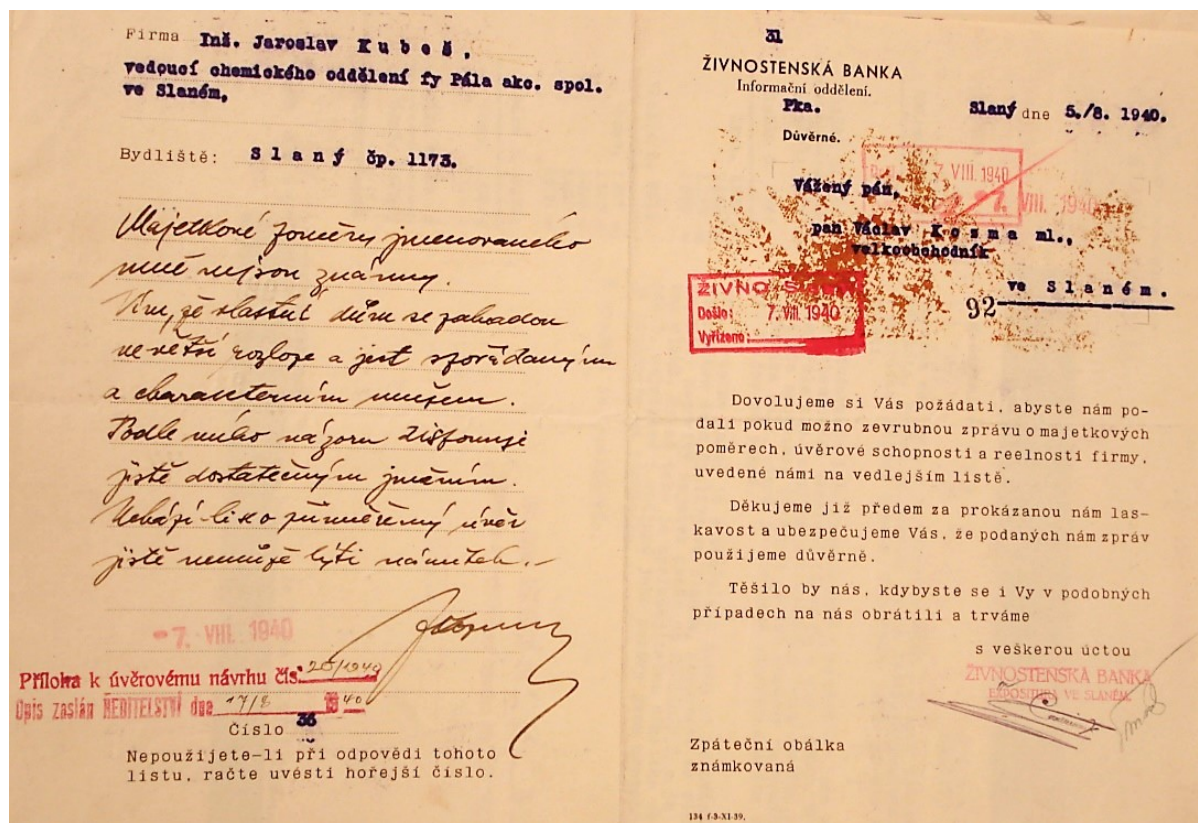 Firma Inž. Jaroslav Kubeš,
vedoucí chemického oddělení fy Pála akc. spol.
ve Slaném,
Bydliště: Slaný čp. 1173.
Majetkové poměry jmenovaného
mně nejsou známy.
Vím, že vlastní dům se zahradou
ve větší rozloze a jest spořádaným
a charakterním mužem.
Podle mého názoru disponuje
jistě dostatečným jměním.
Nebází-li se o přiměřený úvěr
jistě nemůže býti námitek.-
-7. VIII. 1940
Příloha k úvěrovému návrhu čís. 20/1940
Opis zaslán ŘEDITELSTVÍ dne 17/8 1940
Číslo 36
Nepoužijete-li při odpovědi tohoto
listu, račte uvésti hořejší číslo.
31
ŽIVNOSTENSKÁ BANKA
Informační oddělení.
Pka.
Slaný dne 5./8. 1940.
Důvěrné.
7. VIII. 1940
-7. VIII. 1940
Vážený pán,
pan Václav Kozma ml.,
velkoobchodník
ve Slaném.
92
ŽIVNO
Došlo: 7. VIII. 1940
Vyřízeno:
Dovolujeme si Vás požádati, abyste nám po-
dali pokud možno zevrubnou zprávu o majetkových
poměrech, úvěrové schopnosti a reelnosti firmy,
uvedené námi na vedlejším listě.
Děkujeme již předem za prokázanou nám las-
kavost a ubezpečujeme Vás, že podaných nám zpráv
použijeme důvěrně.
Těšilo by nás, kdybyste se i Vy v podobných
případech na nás obrátili a trváme
s veškerou úctou
ŽIVNOSTENSKÁ BANKA
EXPOSITURA VE SLANÉM.
Zpáteční obálka
známkovaná
134 f-3-XI-39.